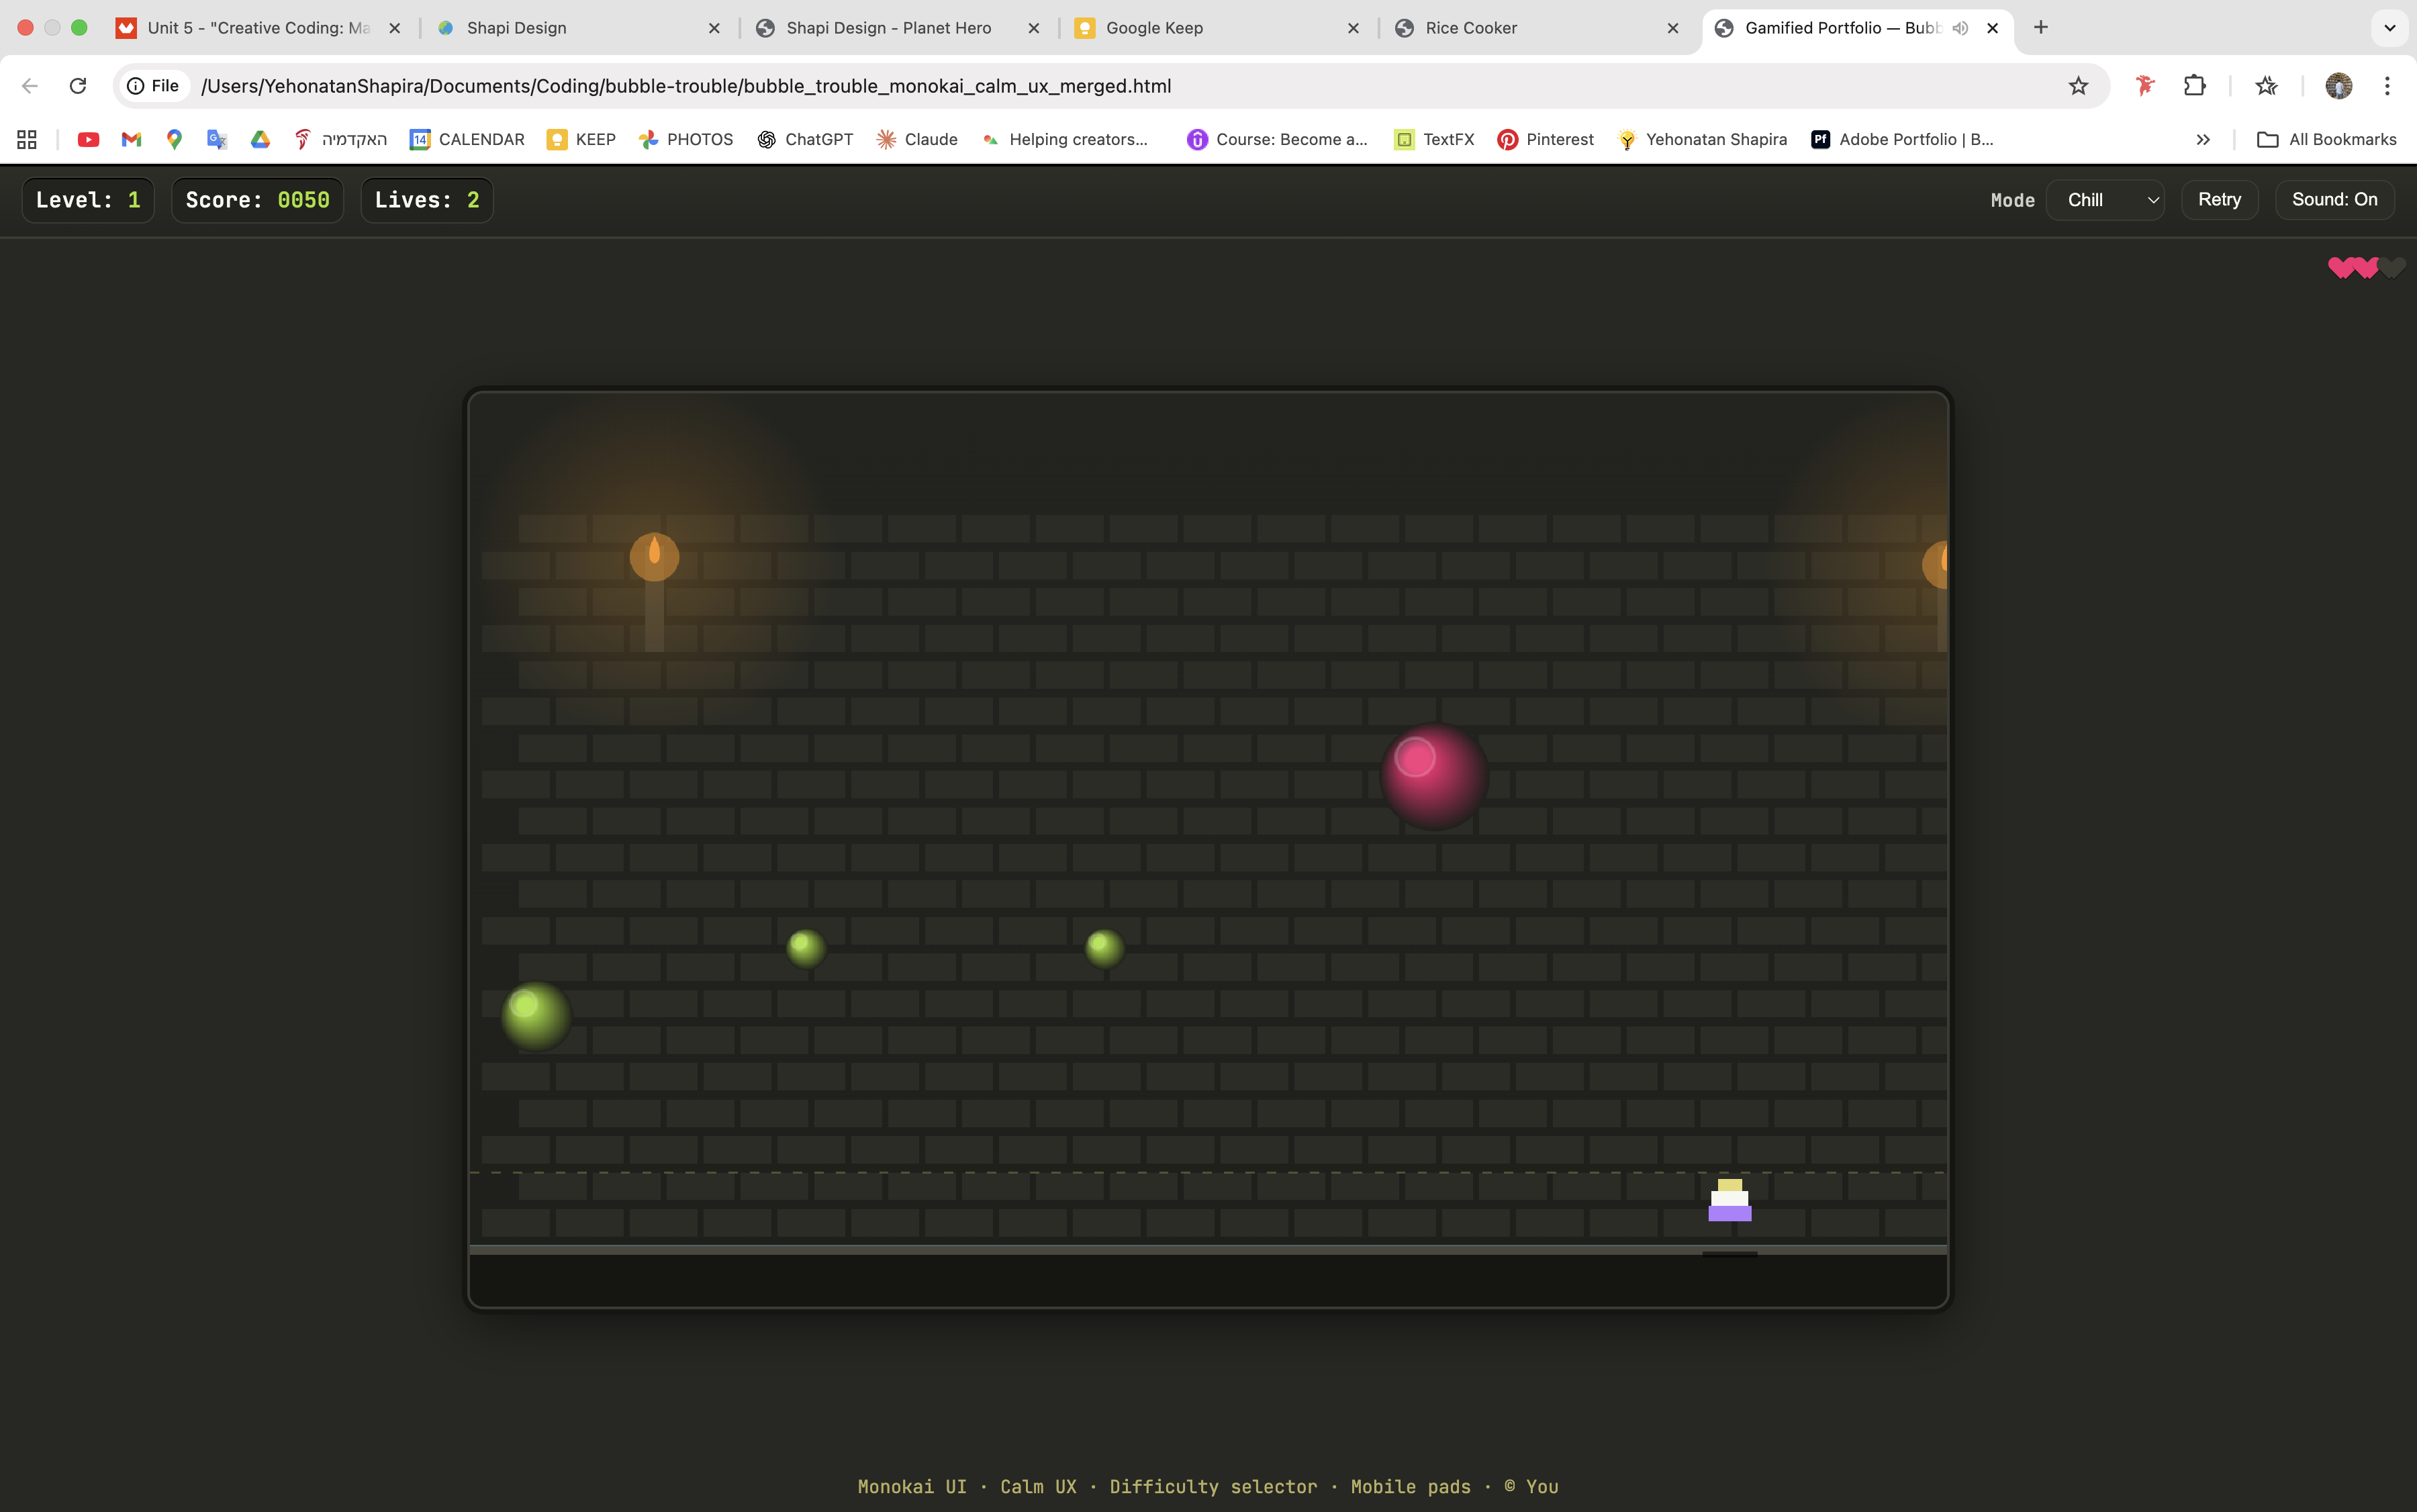 Unit 5 - "Creative Coding: Ma
Shapi Design
Shapi Design - Planet Hero
Google Keep
Rice Cooker
Gamified Portfolio — Bubb
File
/Users/YehonatanShapira/Documents/Coding/bubble-trouble/bubble_trouble_monokai_calm_ux_merged.html
האקדמיה
14
CALENDAR
KEEP
PHOTOS
ChatGPT
Claude
Helping creators...
Course: Become a...
TextFX
Pinterest
Yehonatan Shapira
Pf
Adobe Portfolio | B...
All Bookmarks
Level: 1
Score: 0050
Lives: 2
Mode
Chill
Retry
Sound: On
Monokai UI · Calm UX · Difficulty selector · Mobile pads · © You